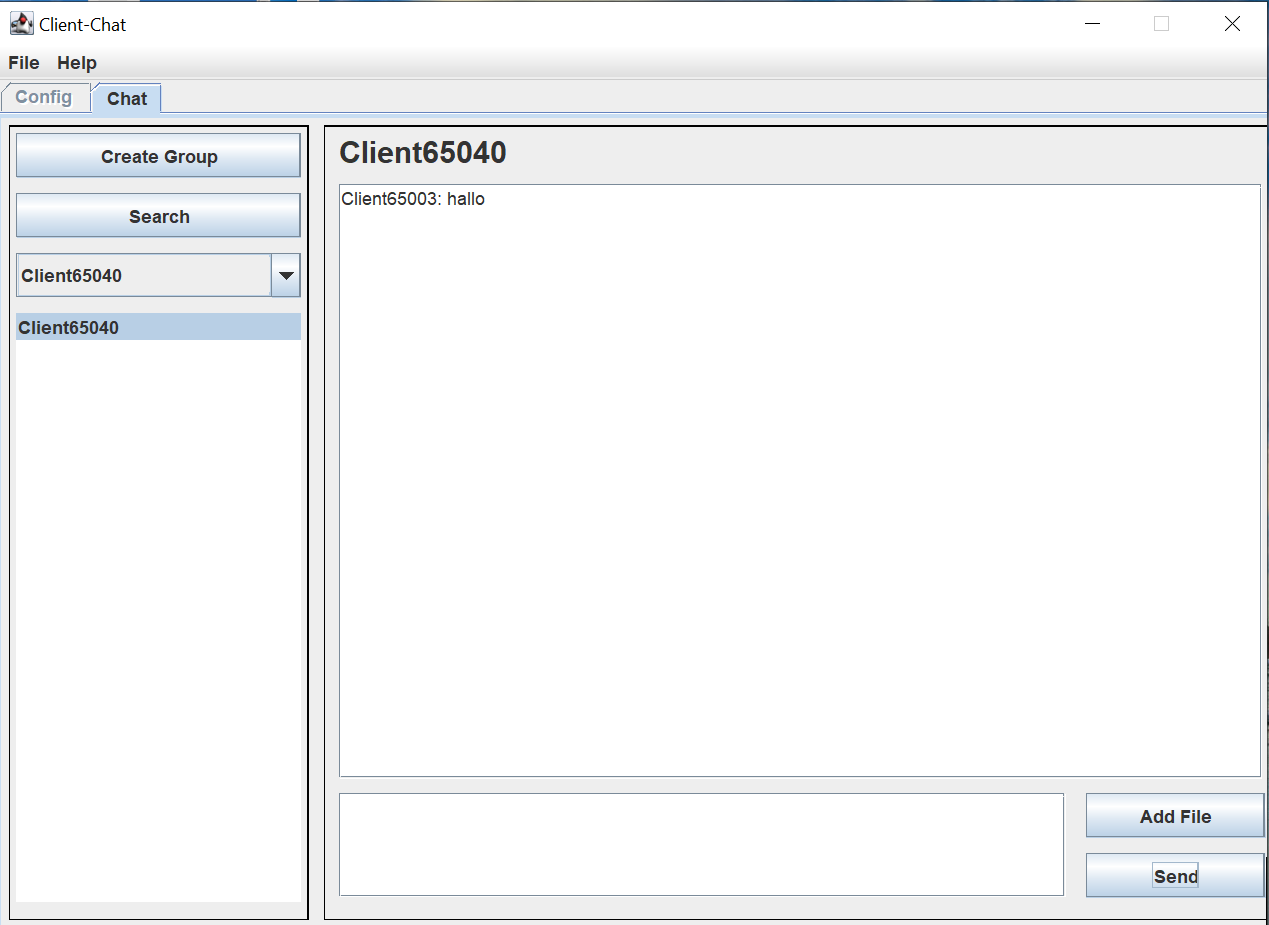 Client-Chat
File Help
Config Chat
Create Group
Search
Client65040
Client65040
Client65040
Client65003: hallo
Add File
Send